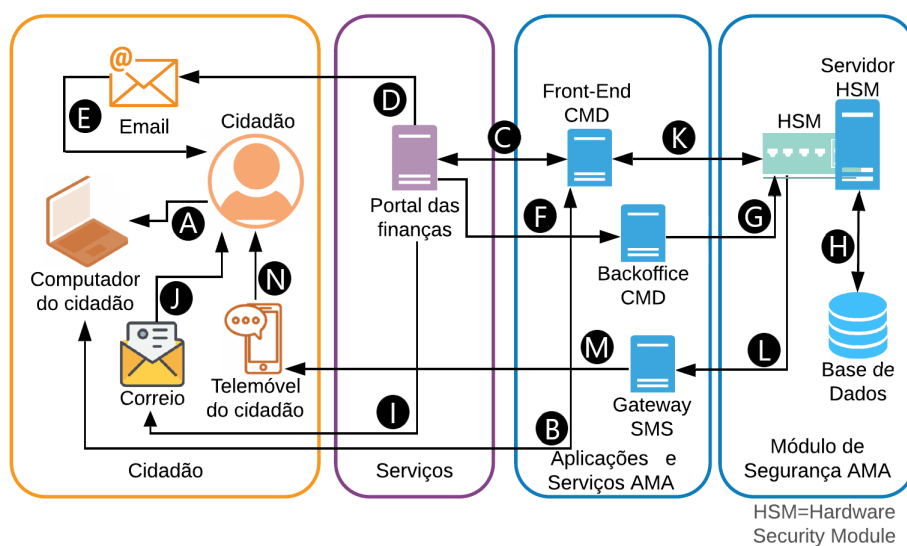 @
Email
E
Cidadão
A
Computador
do cidadão
J
N
Correio
Telemóvel
do cidadão
Cidadão
D
C
Portal das
finanças
F
I
Serviços
Front-End
CMD
K
Backoffice
CMD
M
Gateway
SMS
B
Aplicações e
Serviços AMA
Servidor
HSM
HSM
G
H
L
Base de
Dados
Módulo de
Segurança AMA
HSM=Hardware
Security Module